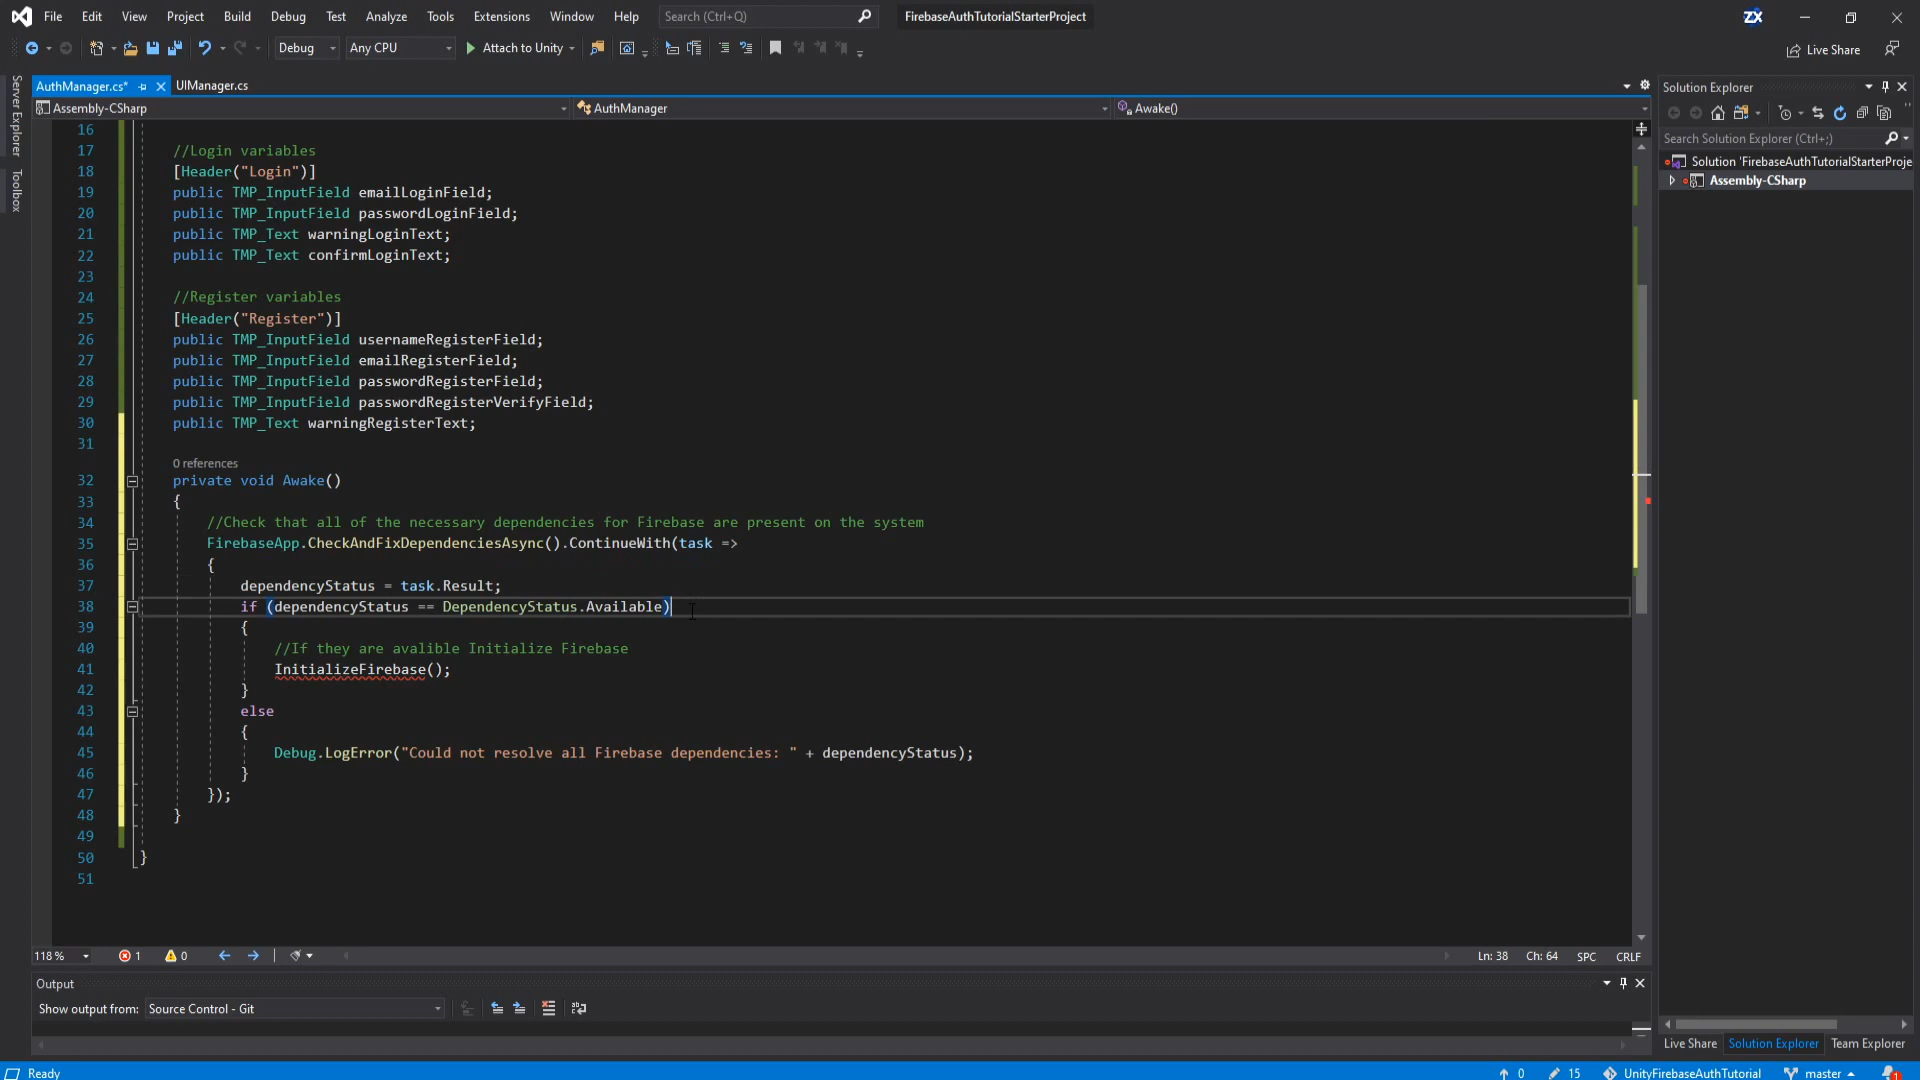 File Edit View Project Build Debug Test Analyze Tools Extensions Window Help Search (Ctrl+Q) FirebaseAuthTutorialStarterProject ZX
Debug Any CPU Attach to Unity Live Share
Server Explorer
Toolbox
AuthManager.cs* UIManager.cs
Assembly-CSharp AuthManager Awake()
16
17 //Login variables
18 [Header("Login")]
19 public TMP_InputField emailLoginField;
20 public TMP_InputField passwordLoginField;
21 public TMP_Text warningLoginText;
22 public TMP_Text confirmLoginText;
23
24 //Register variables
25 [Header("Register")]
26 public TMP_InputField usernameRegisterField;
27 public TMP_InputField emailRegisterField;
28 public TMP_InputField passwordRegisterField;
29 public TMP_InputField passwordRegisterVerifyField;
30 public TMP_Text warningRegisterText;
31
0 references
32 private void Awake()
33 {
34 //Check that all of the necessary dependencies for Firebase are present on the system
35 FirebaseApp.CheckAndFixDependenciesAsync().ContinueWith(task =>
36 {
37 dependencyStatus = task.Result;
38 if (dependencyStatus == DependencyStatus.Available)
39 {
40 //If they are avalible Initialize Firebase
41 InitializeFirebase();
42 }
43 else
44 {
45 Debug.LogError("Could not resolve all Firebase dependencies: " + dependencyStatus);
46 }
47 });
48 }
49
50 }
51
118 % 1 0 Ln: 38 Ch: 64 SPC CRLF
Output
Show output from: Source Control - Git
Solution Explorer
Search Solution Explorer (Ctrl+;)
Solution 'FirebaseAuthTutorialStarterProje
Assembly-CSharp
Live Share Solution Explorer Team Explorer
Ready 0 15 UnityFirebaseAuthTutorial master 1